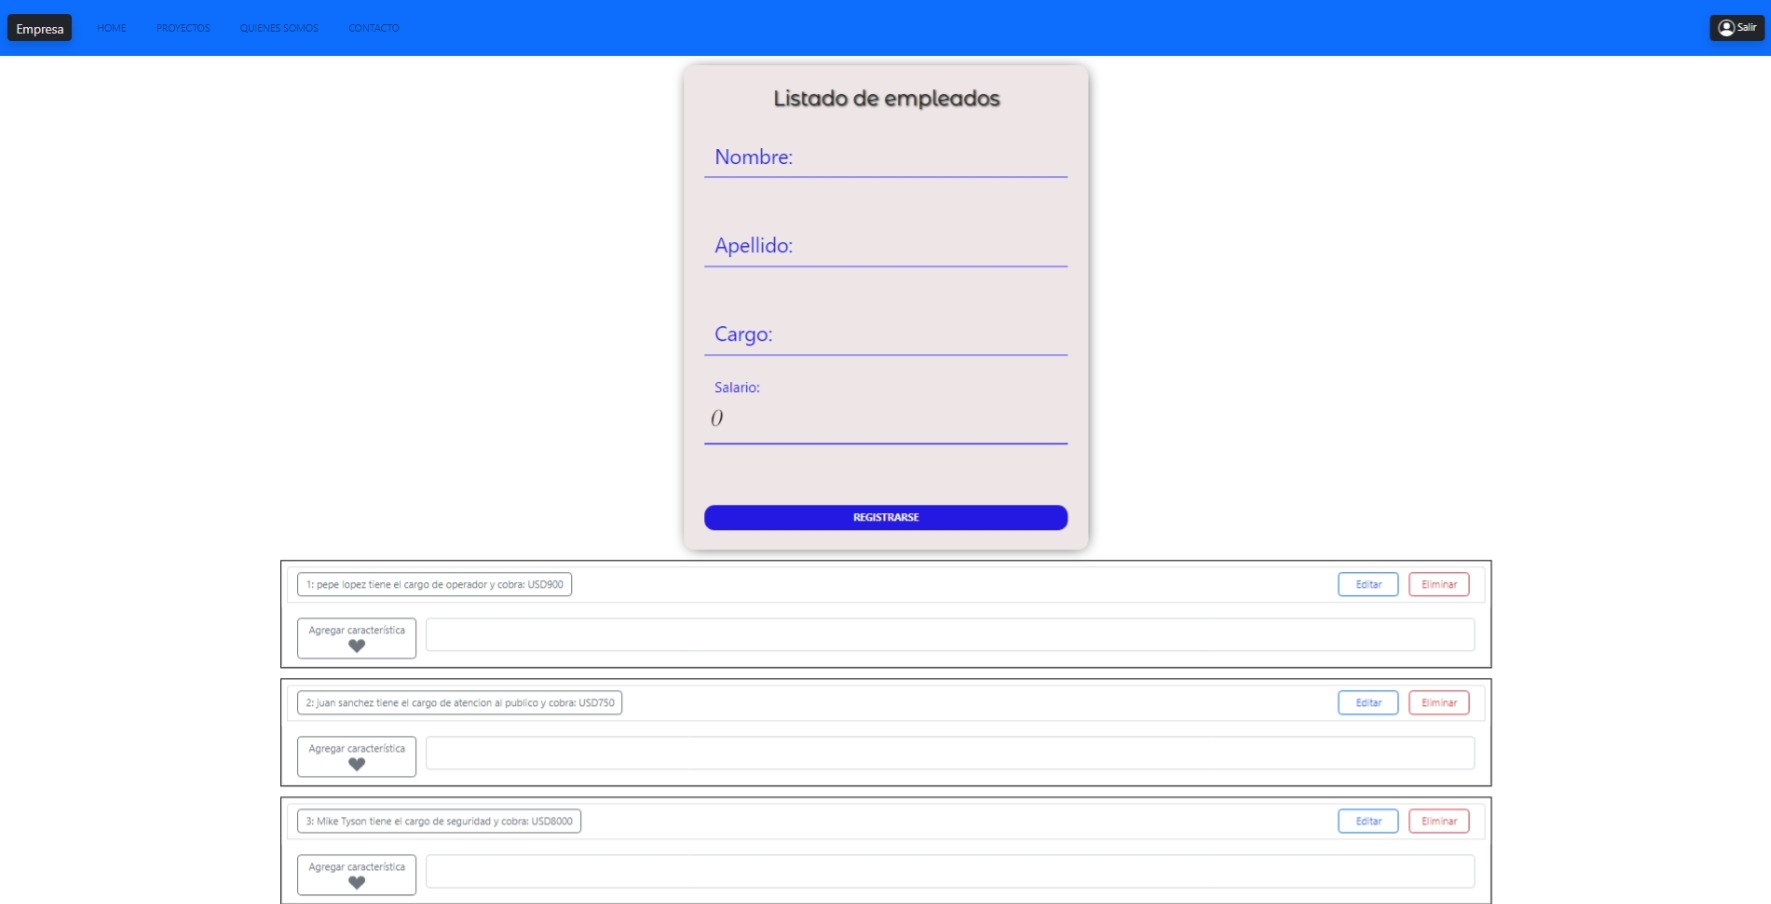 Empresa HOME PROYECTOS QUIENES SOMOS CONTACTO Salir
Listado de empleados
Nombre:
Apellido:
Cargo:
Salario:
0
REGISTRARSE
1: pepe lopez tiene el cargo de operador y cobra: USD900 Editar Eliminar
Agregar característica
2: juan sanchez tiene el cargo de atencion al publico y cobra: USD750 Editar Eliminar
Agregar característica
3: Mike Tyson tiene el cargo de seguridad y cobra: USD8000 Editar Eliminar
Agregar característica